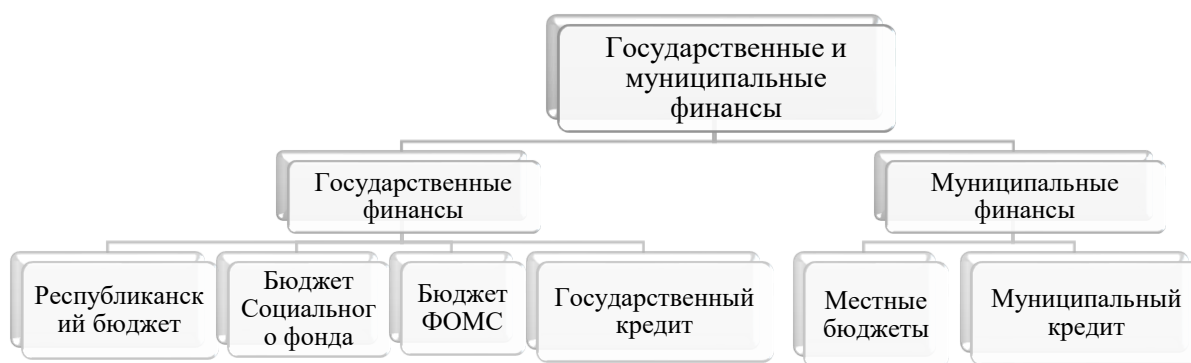 Государственные и
муниципальные
финансы
Государственные
финансы
Муниципальные
финансы
Республиканск
ий бюджет
Бюджет
Социальног
о фонда
Бюджет
ФОМС
Государственный
кредит
Местные
бюджеты
Муниципальный
кредит